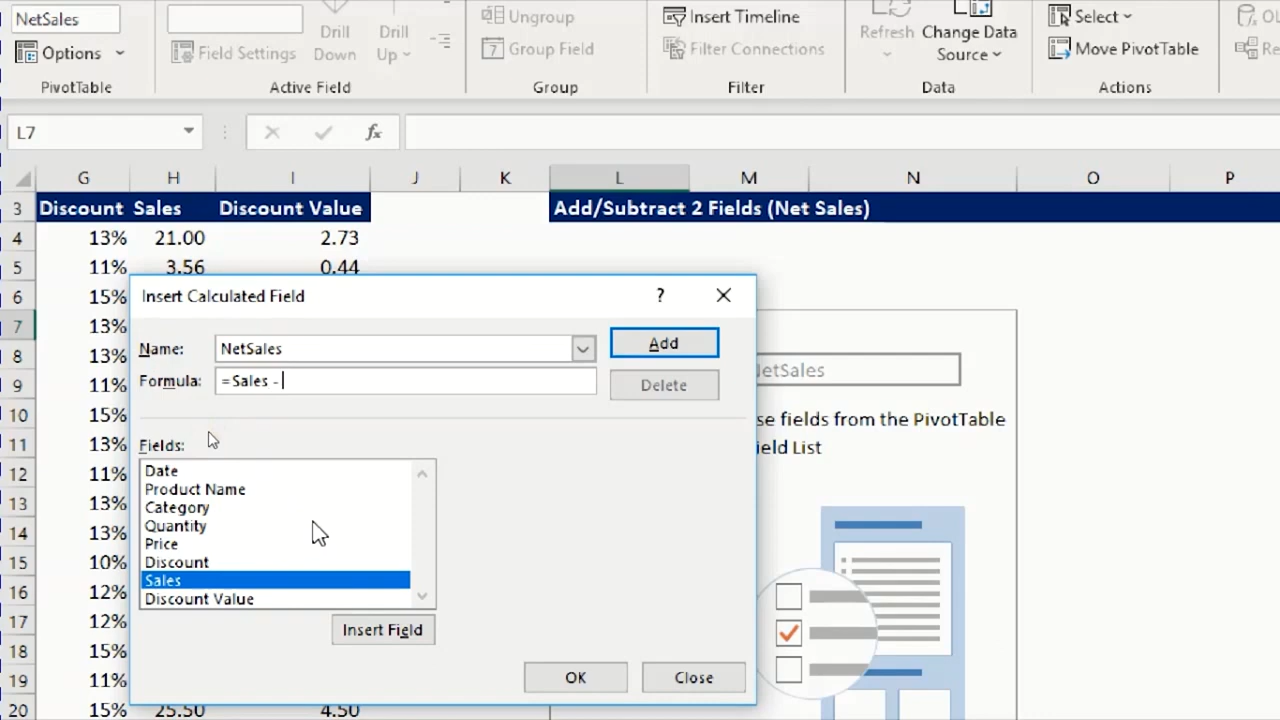 NetSales
Options
PivotTable
Field Settings
Drill Down
Drill Up
Active Field
Ungroup
7 Group Field
Group
Insert Timeline
Filter Connections
Filter
Refresh
Change Data Source
Data
Select
Move PivotTable
Actions
L7
fx
G H I J K L M N O P
3 Discount Sales Discount Value Add/Subtract 2 Fields (Net Sales)
4 13% 21.00 2.73
5 11% 3.56 0.44
6 15%
7 13%
8 13%
9 11%
10 15%
11 13%
12 11%
13 13%
14 13%
15 10%
16 12%
17 12%
18 15%
19 11%
20 15% 25.50 4.50
Insert Calculated Field ?
Name: NetSales
Add
Formula: =Sales -
Delete
Fields:
Date
Product Name
Category
Quantity
Price
Discount
Sales
Discount Value
Insert Field
OK
Close
NetSales
se fields from the PivotTable
ield List